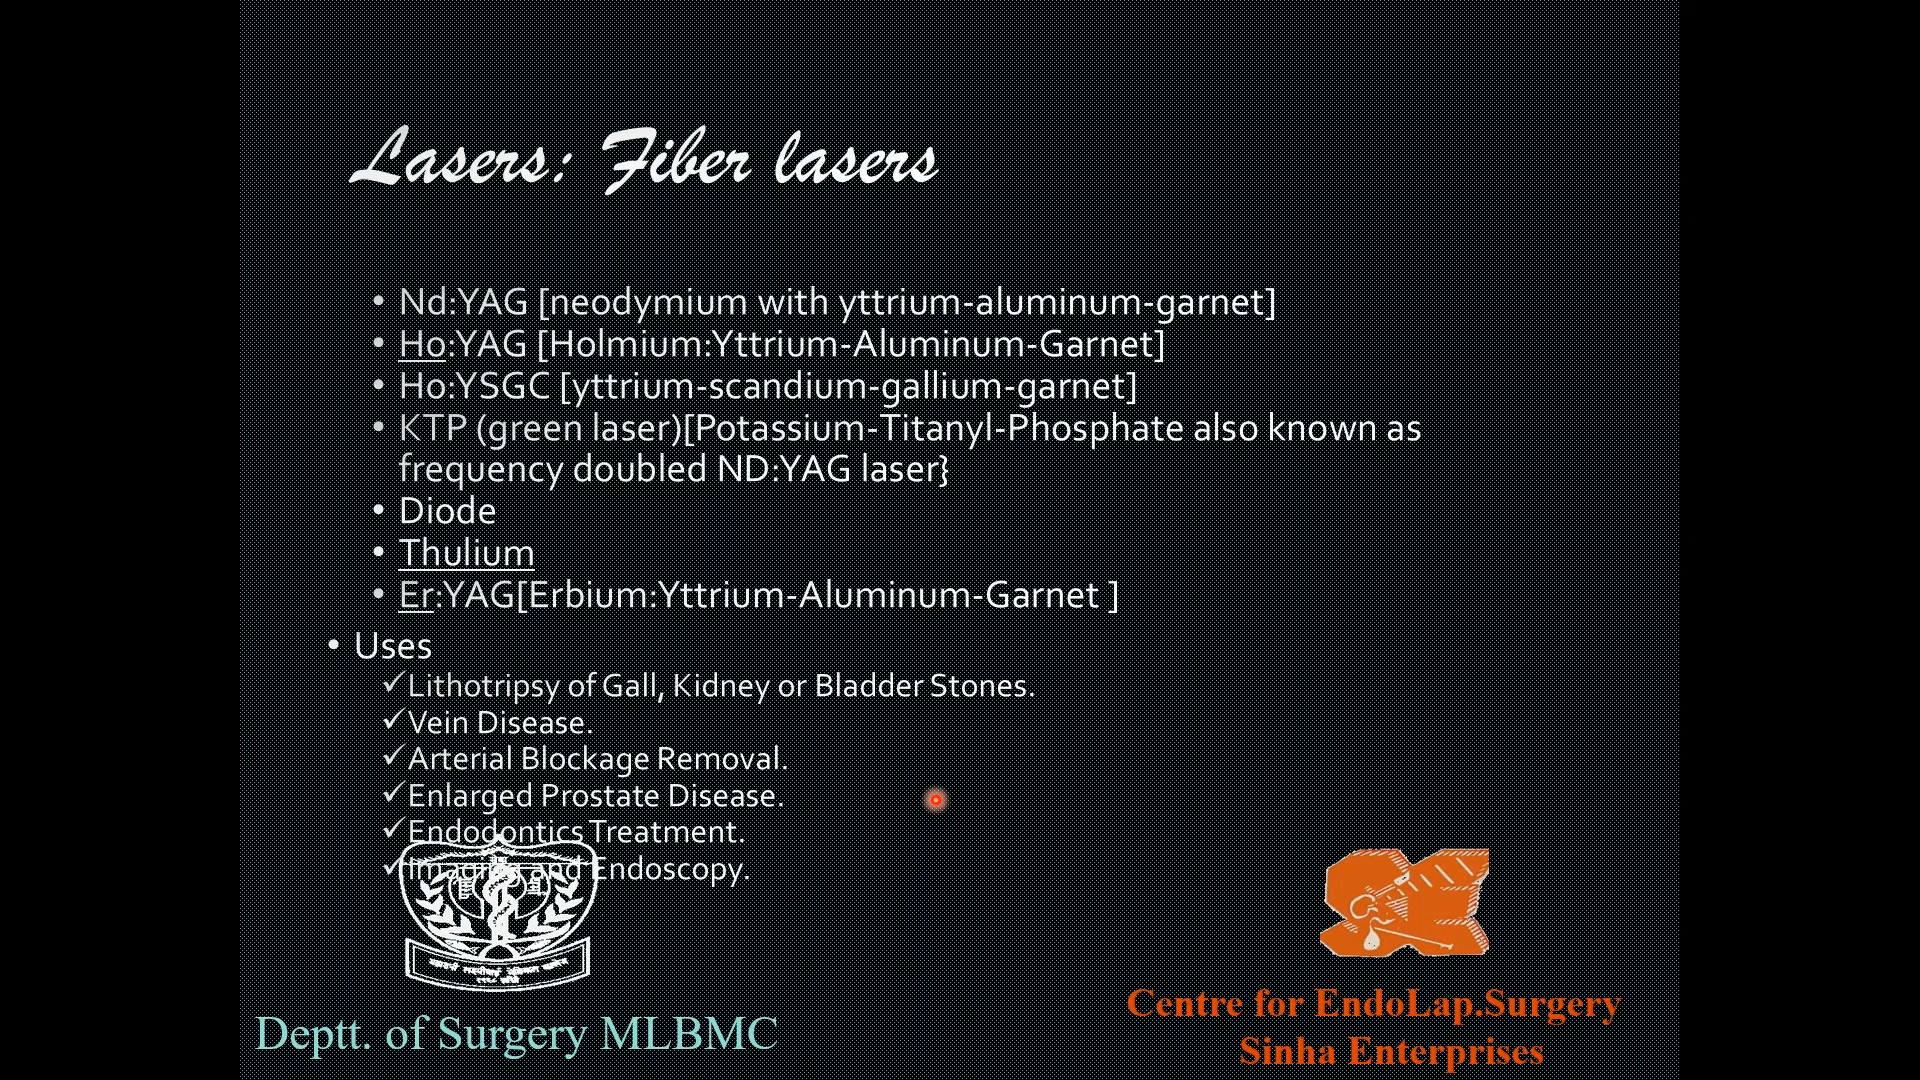 Lasers: Fiber lasers
• Nd:YAG [neodymium with yttrium-aluminum-garnet]
• Ho:YAG [Holmium:Yttrium-Aluminum-Garnet]
• Ho:YSGC [yttrium-scandium-gallium-garnet]
• KTP (green laser)[Potassium-Titanyl-Phosphate also known as
frequency doubled ND:YAG laser}
• Diode
• Thulium
• Er:YAG[Erbium:Yttrium-Aluminum-Garnet ]
• Uses
✓Lithotripsy of Gall, Kidney or Bladder Stones.
✓Vein Disease.
✓Arterial Blockage Removal.
✓Enlarged Prostate Disease.
✓Endodontics Treatment.
✓Imaging and Endoscopy.
Deptt. of Surgery MLBMC
Centre for EndoLap.Surgery
Sinha Enterprises